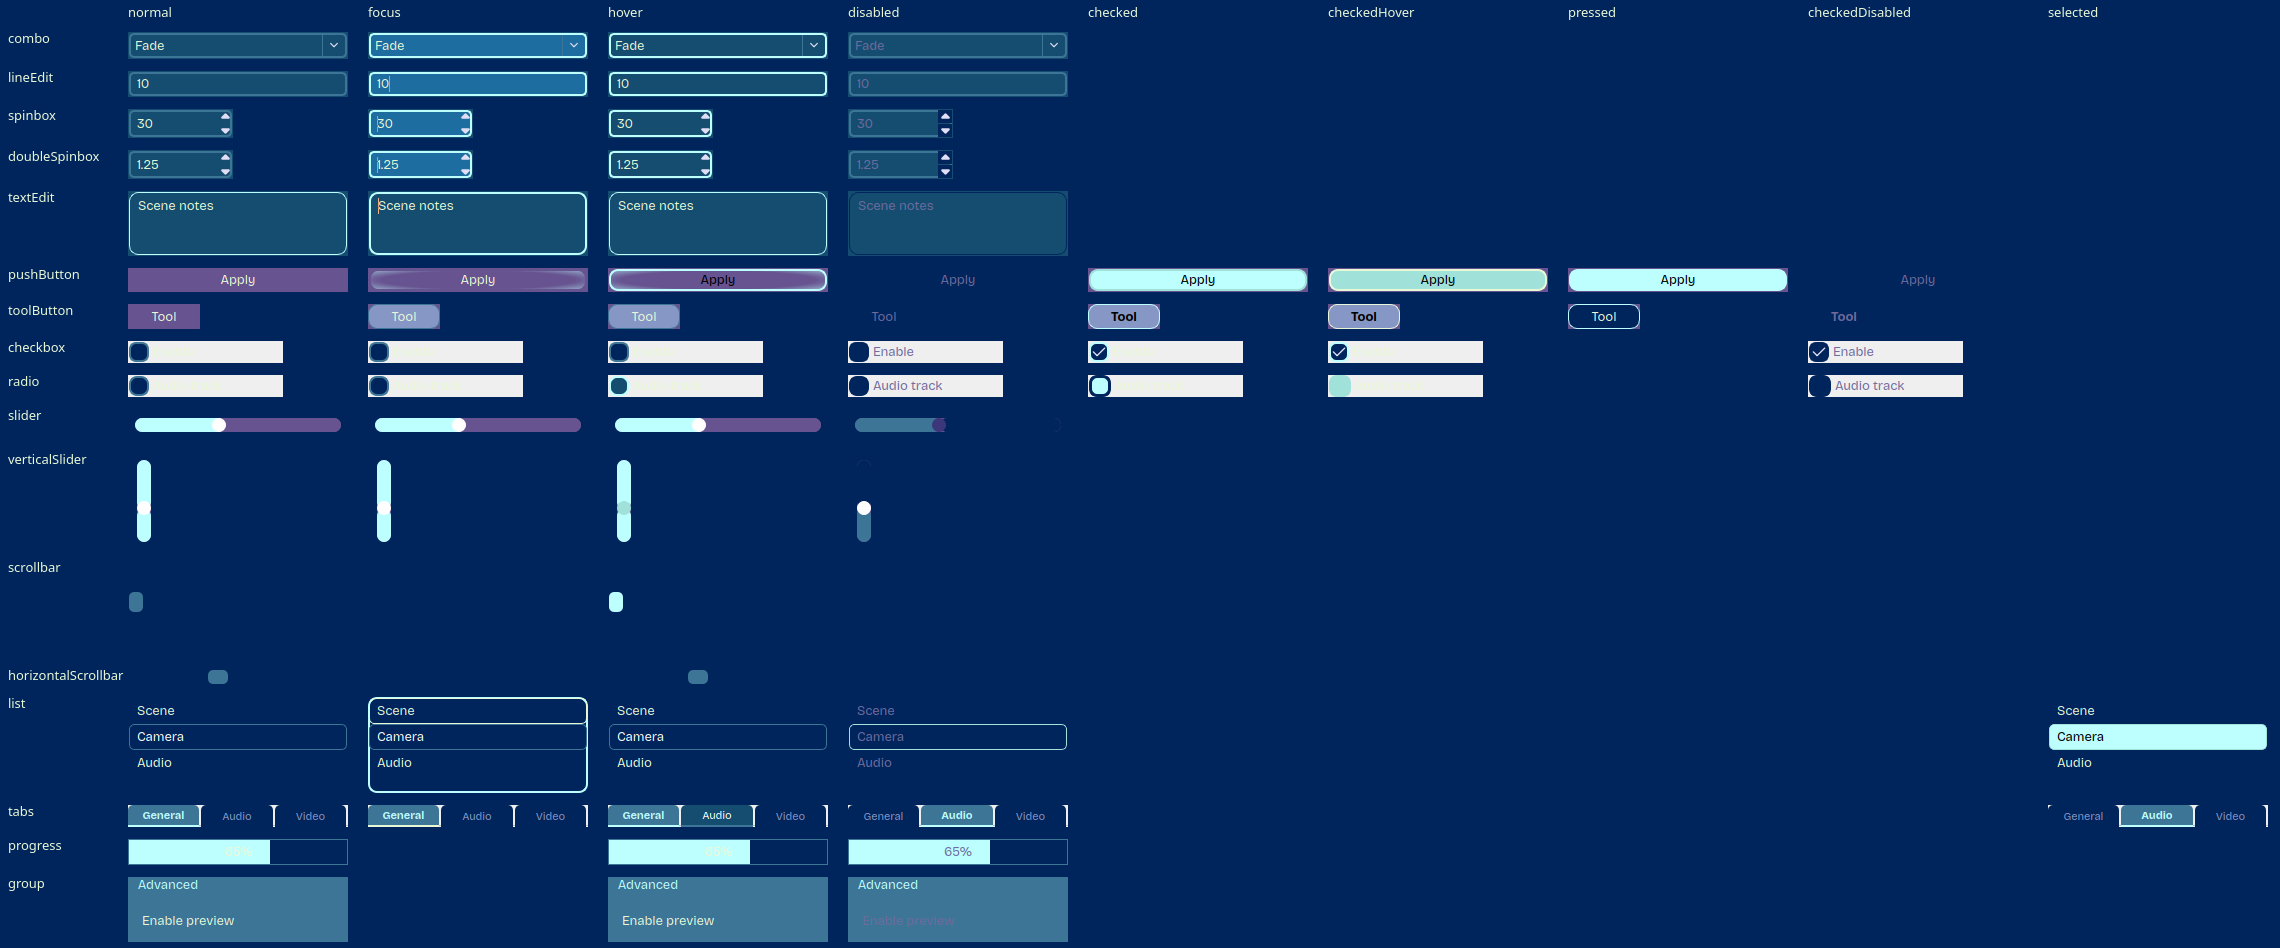 normal focus hover disabled checked checkedHover pressed checkedDisabled selected
combo Fade Fade Fade Fade
lineEdit 10 10 10 10
spinbox 30 30 30 30
doubleSpinbox 1.25 1.25 1.25 1.25
textEdit Scene notes Scene notes Scene notes Scene notes
pushButton Apply Apply Apply Apply Apply Apply Apply Apply
toolButton Tool Tool Tool Tool Tool Tool Tool Tool
checkbox Enable Enable
radio Audio track Audio track
slider
verticalSlider
scrollbar
horizontalScrollbar
list Scene Scene Scene Scene Scene
Camera Camera Camera Camera Camera
Audio Audio Audio Audio Audio
tabs General Audio Video General Audio Video General Audio Video General Audio Video General Audio Video
progress 65%
group Advanced Advanced Advanced
Enable preview Enable preview Enable preview